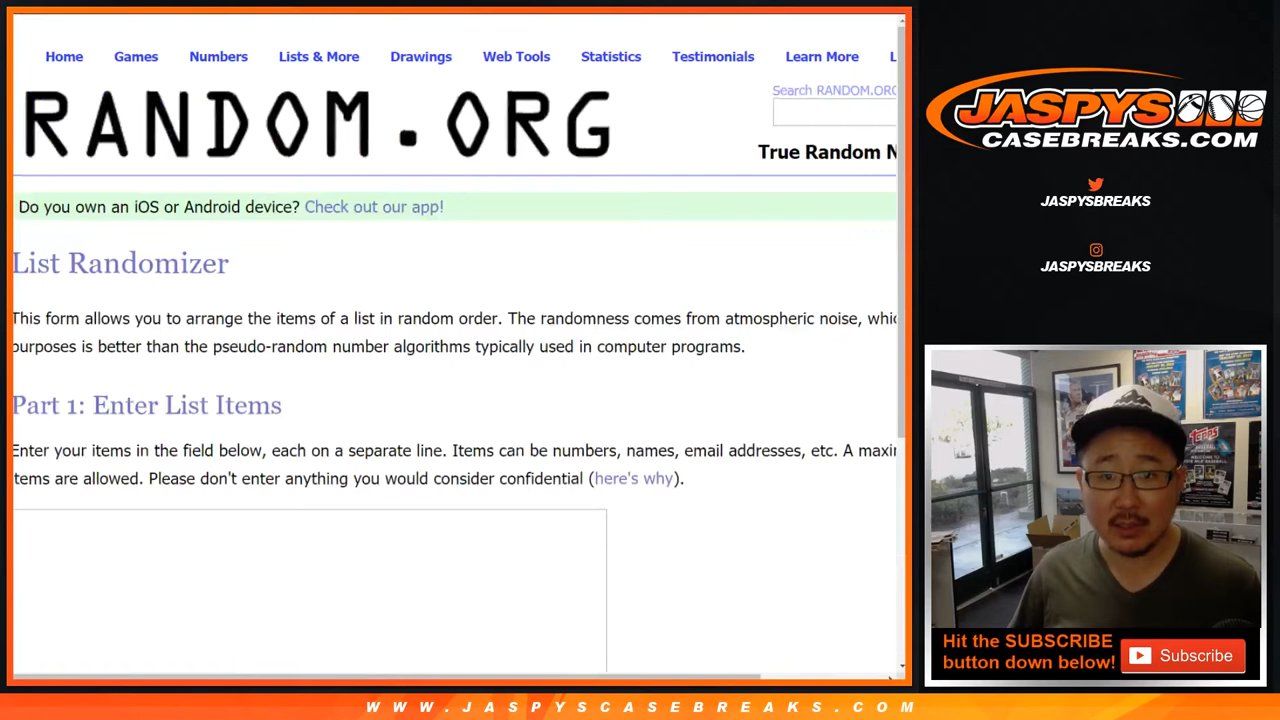 Home Games Numbers Lists & More Drawings Web Tools Statistics Testimonials Learn More L
RANDOM.ORG
Search RANDOM.ORG
True Random N
Do you own an iOS or Android device? Check out our app!
List Randomizer
This form allows you to arrange the items of a list in random order. The randomness comes from atmospheric noise, whic
purposes is better than the pseudo-random number algorithms typically used in computer programs.
Part 1: Enter List Items
Enter your items in the field below, each on a separate line. Items can be numbers, names, email addresses, etc. A maxi
items are allowed. Please don't enter anything you would consider confidential (here's why).
JASPYS
CASEBREAKS.COM
JASPYSBREAKS
JASPYSBREAKS
topps
Hit the SUBSCRIBE
button down below!
Subscribe
WWW.JASPYSCASEBREAKS.COM